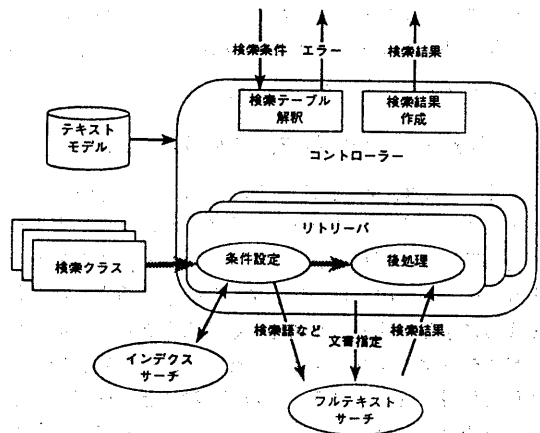 検索条件
エラー
検索結果
検索テーブル
解釈
検索結果
作成
テキスト
モデル
コントローラー
リトリーバ
検索クラス
条件設定
後処理
検索語など
文書指定
検索結果
インデクス
サーチ
フルテキスト
サーチ